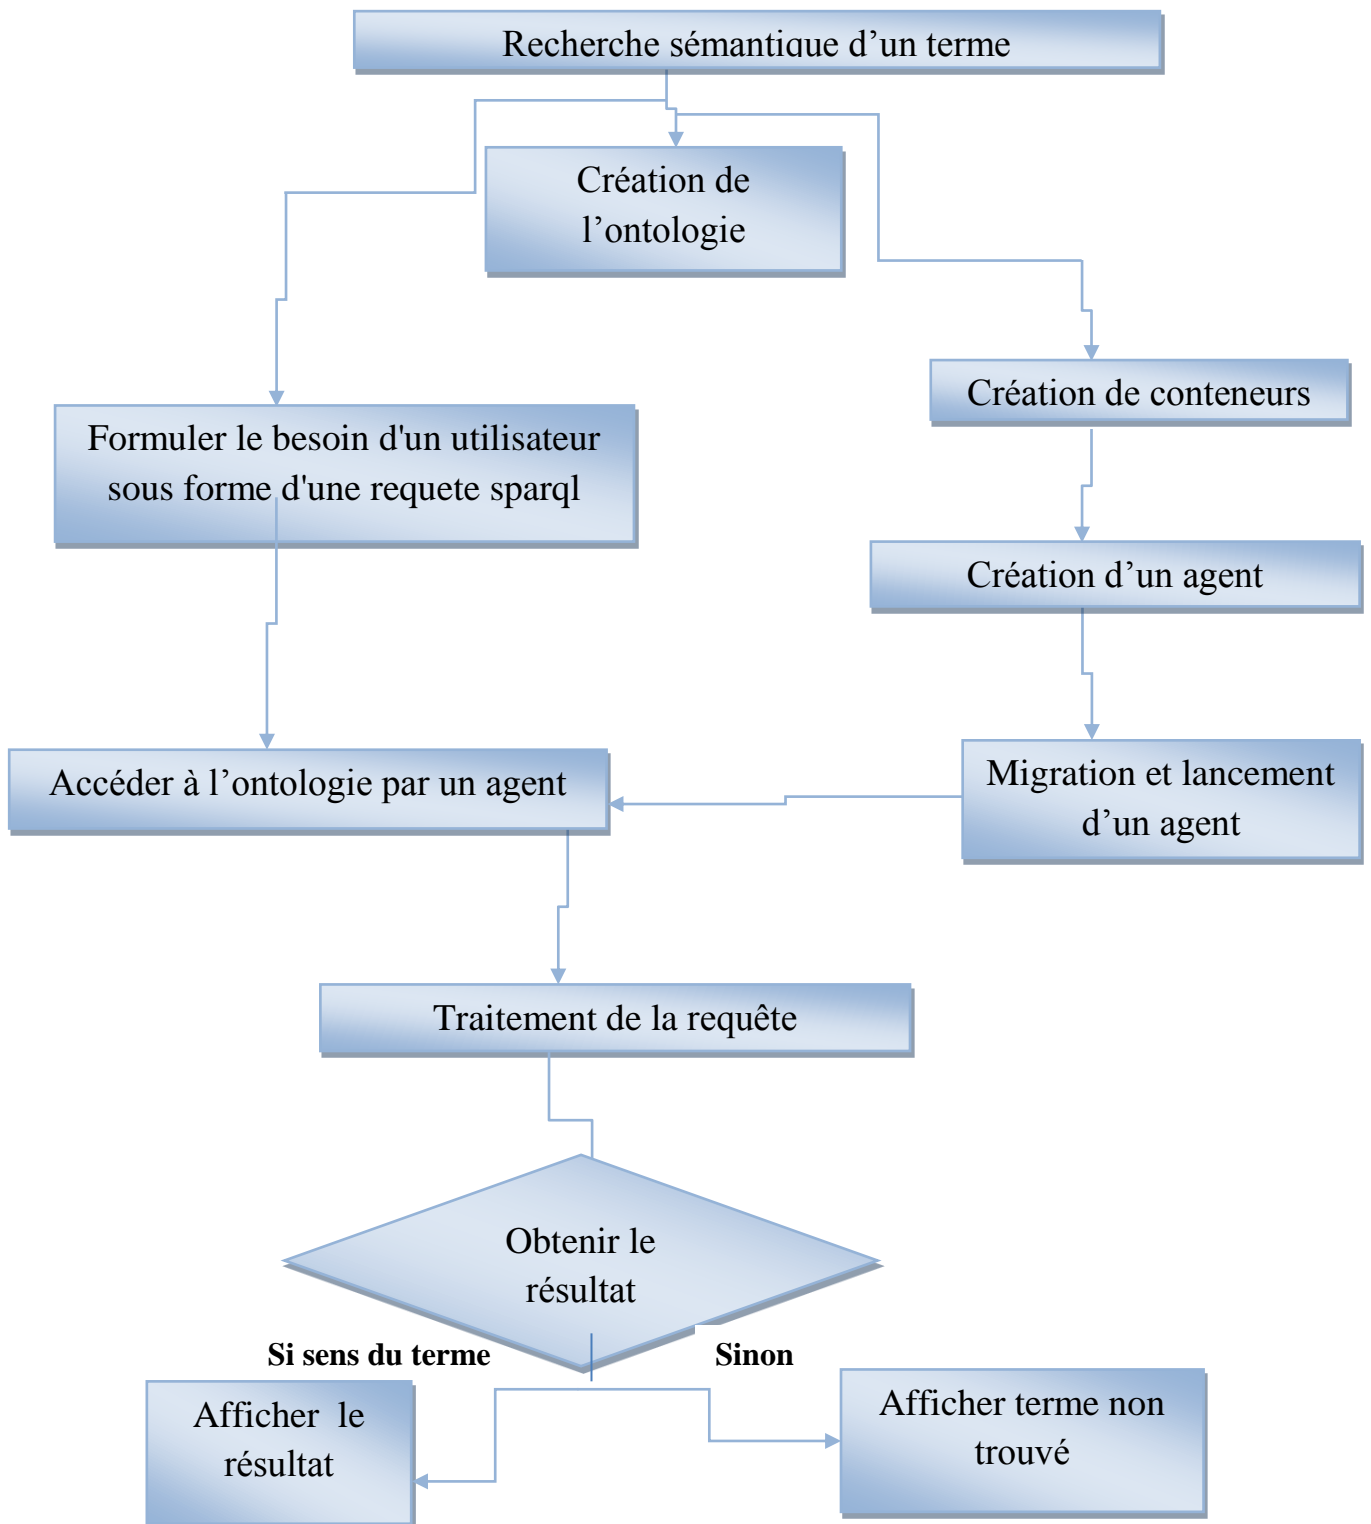 Recherche sémantique d’un terme
Création de
l’ontologie
Création de conteneurs
Formuler le besoin d'un utilisateur
sous forme d'une requete sparql
Création d’un agent
Accéder à l’ontologie par un agent
Migration et lancement
d’un agent
Traitement de la requête
Obtenir le
résultat
Si sens du terme
Sinon
Afficher le
résultat
Afficher terme non
trouvé